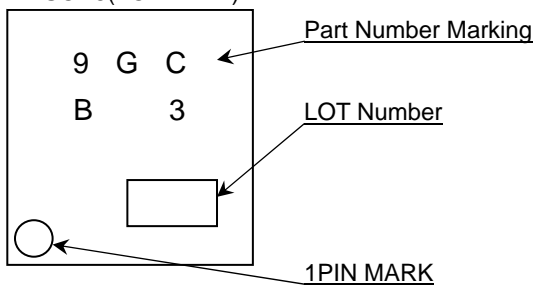 Part Number Marking
9 G C
B 3
LOT Number
1PIN MARK